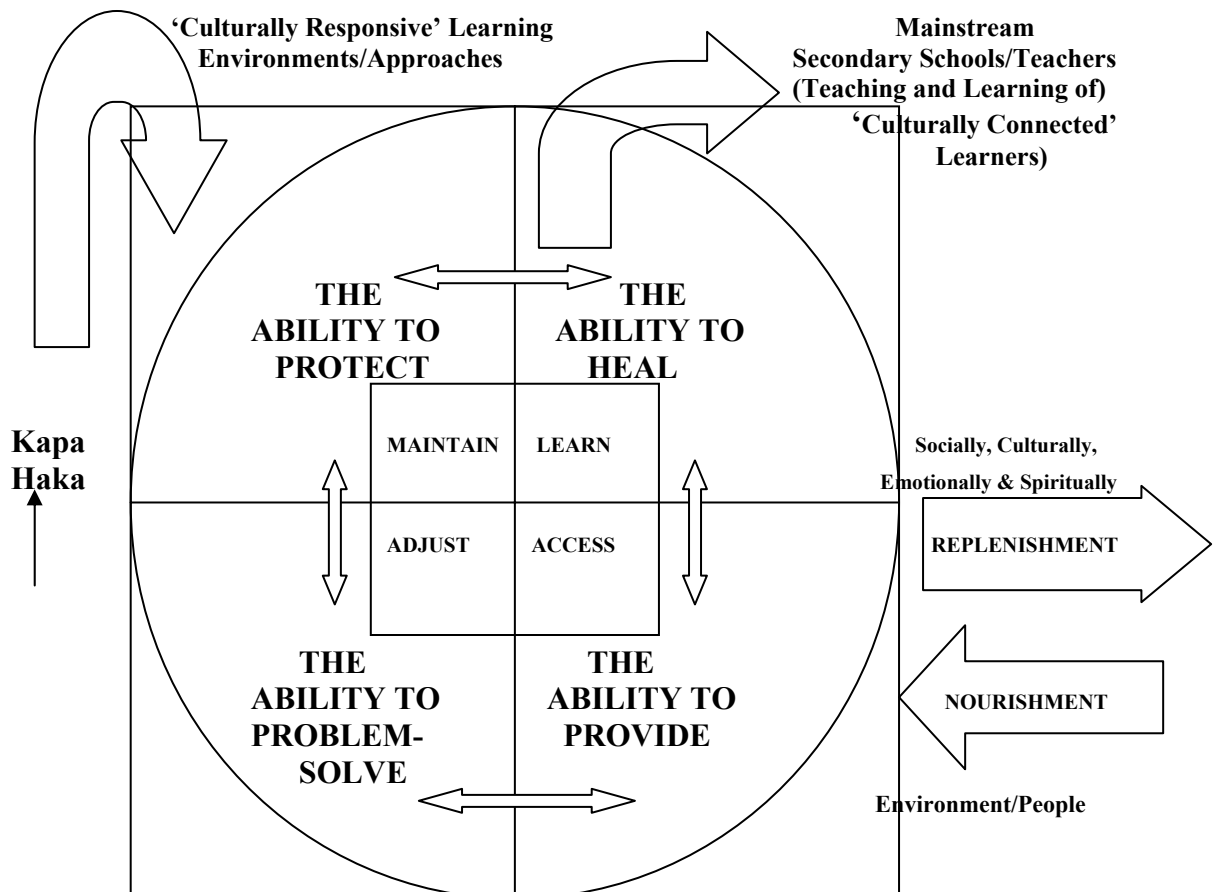 ‘Culturally Responsive’ Learning
Environments/Approaches
Mainstream
Secondary Schools/Teachers
(Teaching and Learning of)
‘Culturally Connected’
Learners)
THE
ABILITY TO
PROTECT
THE
ABILITY TO
HEAL
Kapa
Haka
MAINTAIN
LEARN
ADJUST
ACCESS
Socially, Culturally,
Emotionally & Spiritually
REPLENISHMENT
THE
ABILITY TO
PROBLEM-
SOLVE
THE
ABILITY TO
PROVIDE
NOURISHMENT
Environment/People